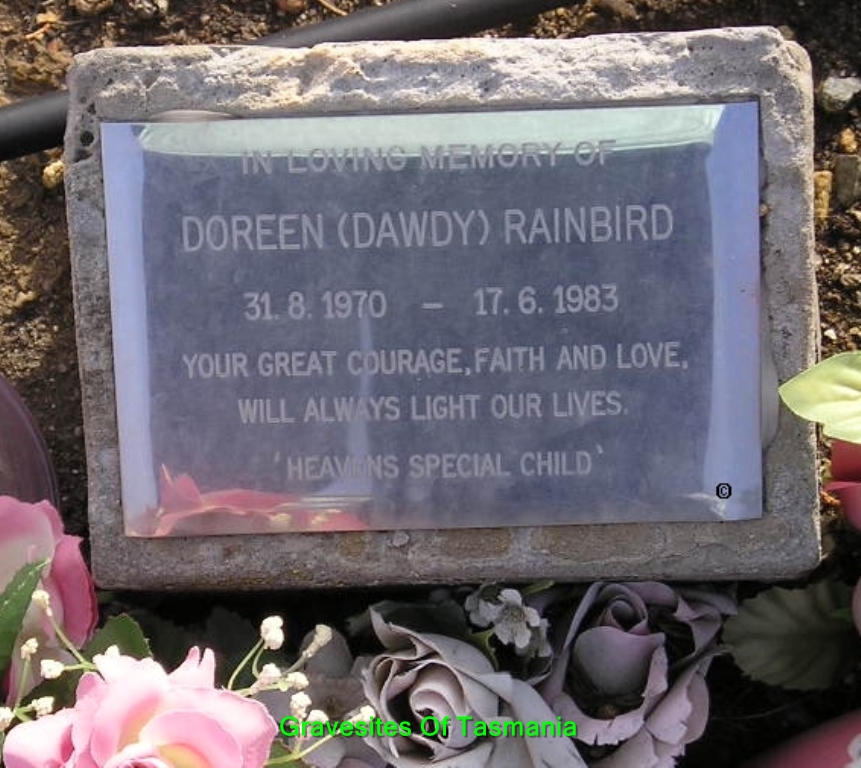 IN LOVING MEMORY OF
DOREEN (DAWDY) RAINBIRD
31. 8. 1970 – 17. 6. 1983
YOUR GREAT COURAGE, FAITH AND LOVE,
WILL ALWAYS LIGHT OUR LIVES.
'HEAVENS SPECIAL CHILD'
©
Gravesites Of Tasmania